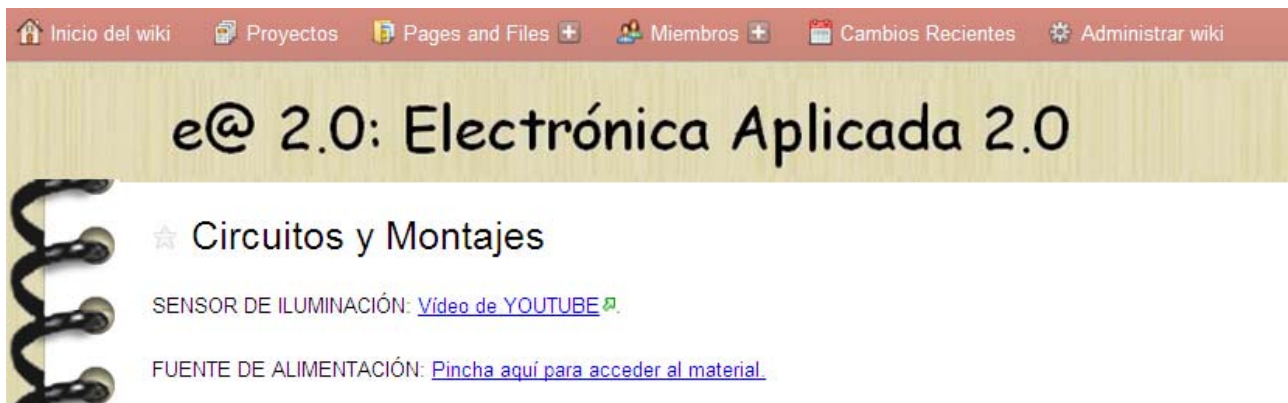 Inicio del wiki Proyectos Pages and Files Miembros Cambios Recientes Administrar wiki
e@ 2.0: Electrónica Aplicada 2.0
Circuitos y Montajes
SENSOR DE ILUMINACIÓN: Vídeo de YOUTUBE.
FUENTE DE ALIMENTACIÓN: Pincha aquí para acceder al material.